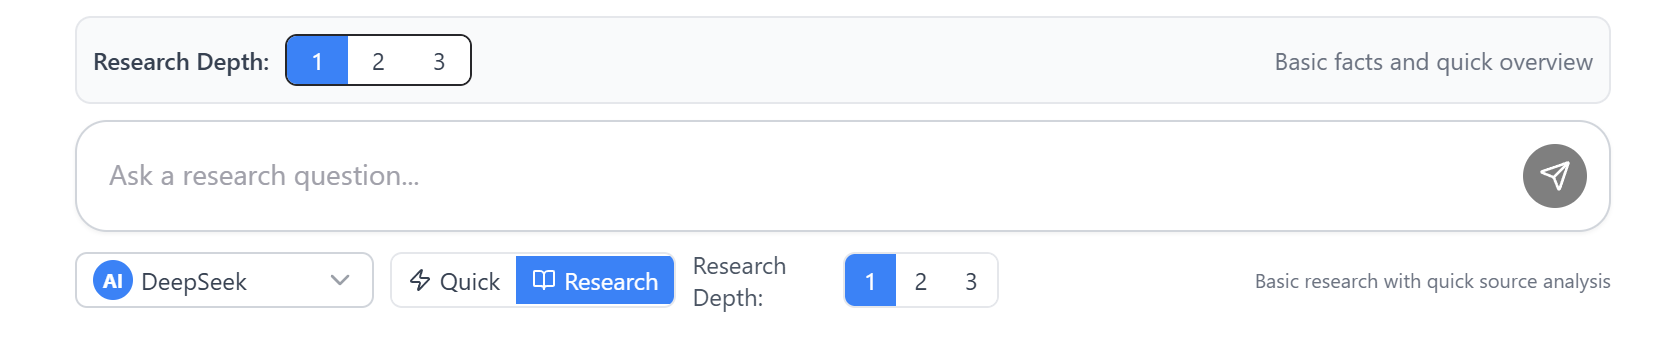 Research Depth: 1 2 3 Basic facts and quick overview
Ask a research question...
AI DeepSeek Quick Research Research Depth: 1 2 3 Basic research with quick source analysis